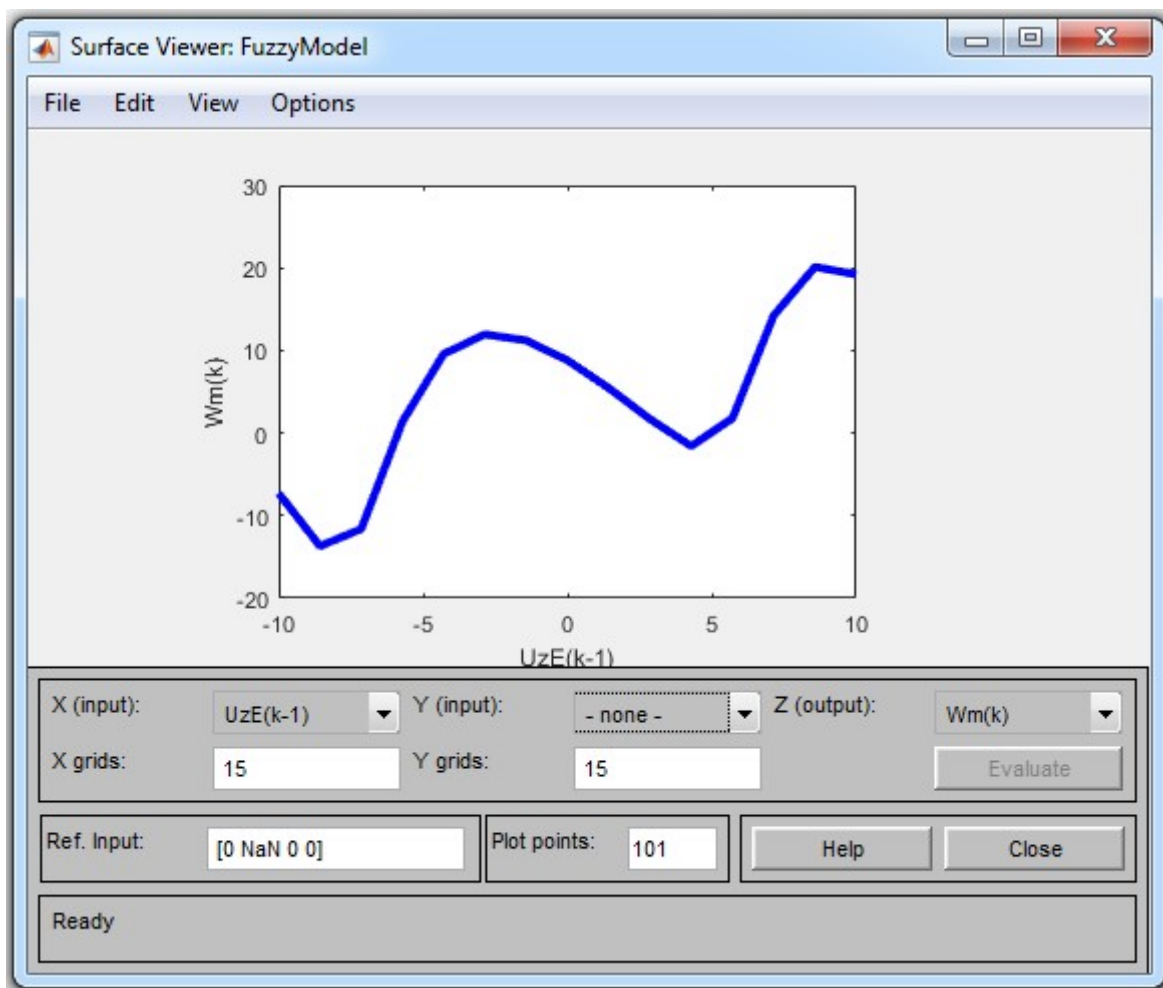 Surface Viewer: FuzzyModel
File Edit View Options
30
20
10
0
-10
-20
Wm(k)
-10 -5 0 5 10
UzE(k-1)
X (input): UzE(k-1) Y (input): - none - Z (output): Wm(k)
X grids: 15 Y grids: 15 Evaluate
Ref. Input: [0 NaN 0 0] Plot points: 101 Help Close
Ready